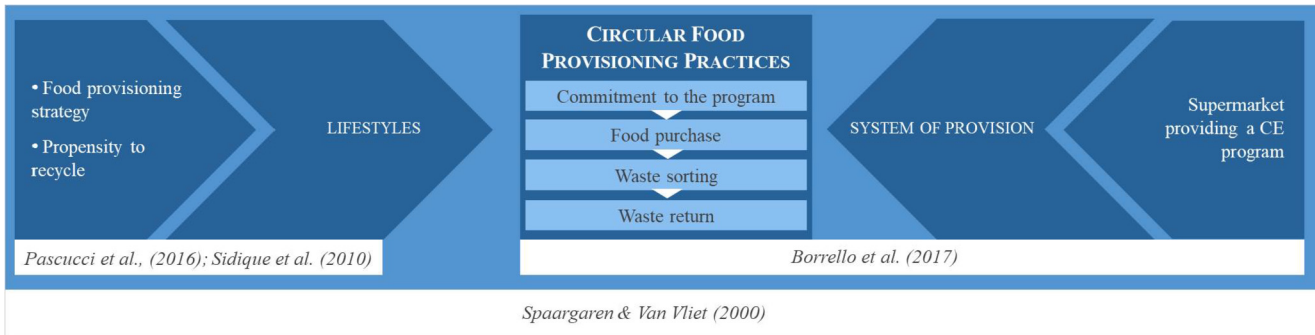 • Food provisioning
strategy
• Propensity to
recycle
LIFESTYLES
CIRCULAR FOOD
PROVISIONING PRACTICES
Commitment to the program
Food purchase
Waste sorting
Waste return
SYSTEM OF PROVISION
Supermarket
providing a CE
program
Pascucci et al., (2016); Sidique et al. (2010)
Borrello et al. (2017)
Spaargaren & Van Vliet (2000)